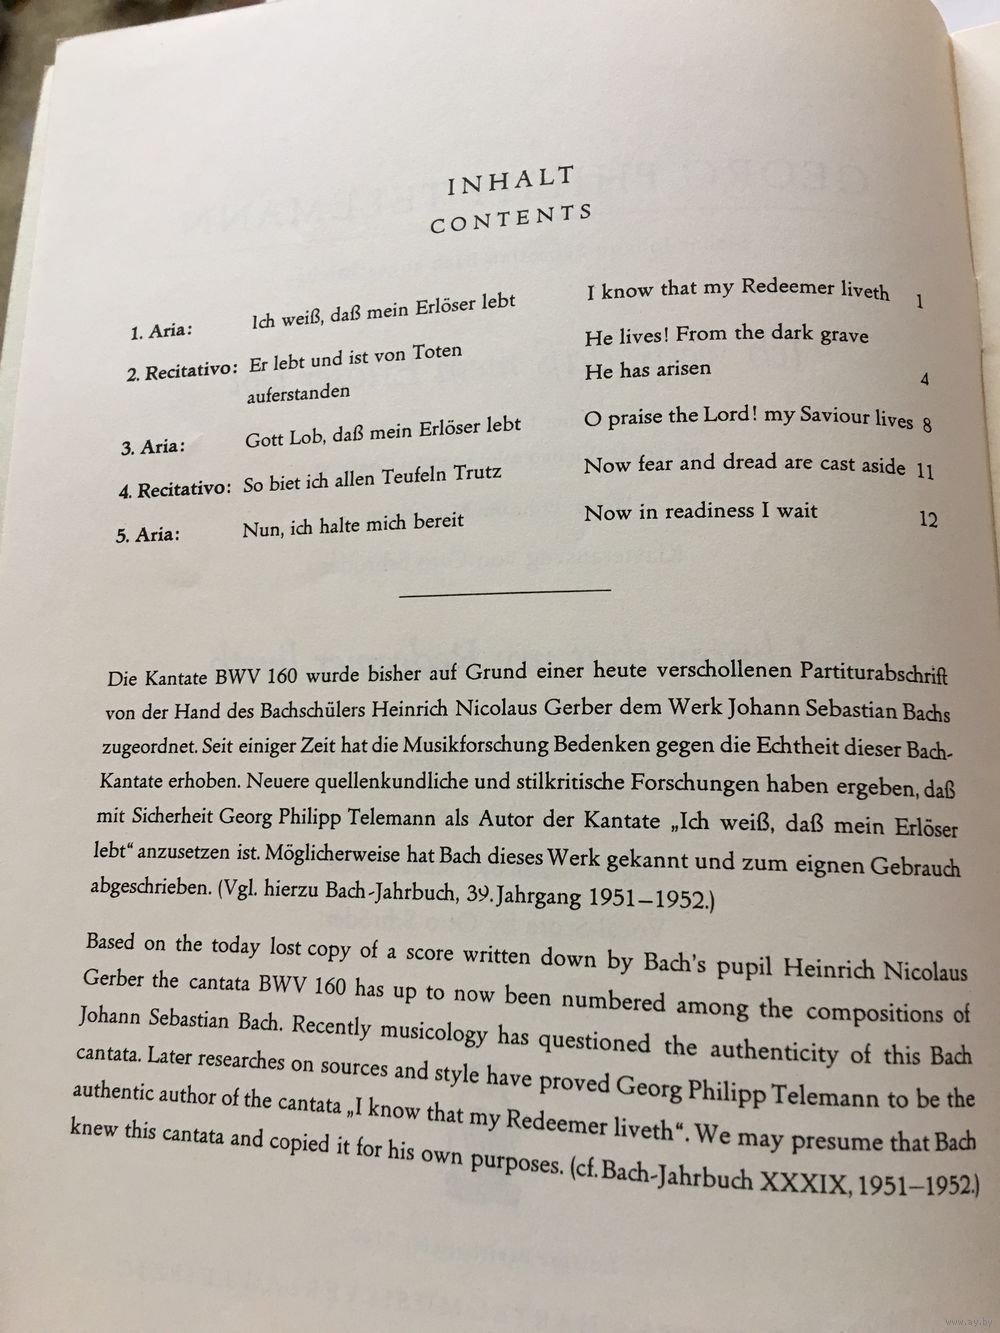 INHALT
CONTENTS
1. Aria: Ich weiß, daß mein Erlöser lebt I know that my Redeemer liveth 1
2. Recitativo: Er lebt und ist von Toten He lives! From the dark grave
auferstanden He has arisen 4
3. Aria: Gott Lob, daß mein Erlöser lebt O praise the Lord! my Saviour lives 8
4. Recitativo: So biet ich allen Teufeln Trutz Now fear and dread are cast aside 11
5. Aria: Nun, ich halte mich bereit Now in readiness I wait 12
Die Kantate BWV 160 wurde bisher auf Grund einer heute verschollenen Partiturabschrift
von der Hand des Bachschülers Heinrich Nicolaus Gerber dem Werk Johann Sebastian Bachs
zugeordnet. Seit einiger Zeit hat die Musikforschung Bedenken gegen die Echtheit dieser Bach-
Kantate erhoben. Neuere quellenkundliche und stilkritische Forschungen haben ergeben, daß
mit Sicherheit Georg Philipp Telemann als Autor der Kantate „Ich weiß, daß mein Erlöser
lebt“ anzusetzen ist. Möglicherweise hat Bach dieses Werk gekannt und zum eignen Gebrauch
abgeschrieben. (Vgl. hierzu Bach-Jahrbuch, 39. Jahrgang 1951–1952.)
Based on the today lost copy of a score written down by Bach's pupil Heinrich Nicolaus
Gerber the cantata BWV 160 has up to now been numbered among the compositions of
Johann Sebastian Bach. Recently musicology has questioned the authenticity of this Bach
cantata. Later researches on sources and style have proved Georg Philipp Telemann to be the
authentic author of the cantata „I know that my Redeemer liveth“. We may presume that Bach
knew this cantata and copied it for his own purposes. (cf. Bach-Jahrbuch XXXIX, 1951–1952.)
www.ay.by